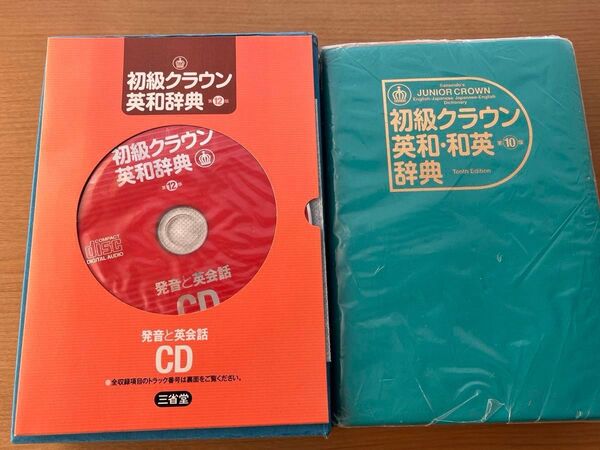 初級クラウン
英和辞典 第12版
初級クラウン
英和辞典
第12版
COMPACT
disc
DIGITAL AUDIO
発音と英会話
CD
発音と英会話
CD
●全収録項目のトラック番号は裏面をご覧ください。
三省堂
Sanseido's
JUNIOR CROWN
English-Japanese Japanese-English
Dictionary
初級クラウン
英和・和英 第10版
辞典
Tenth Edition